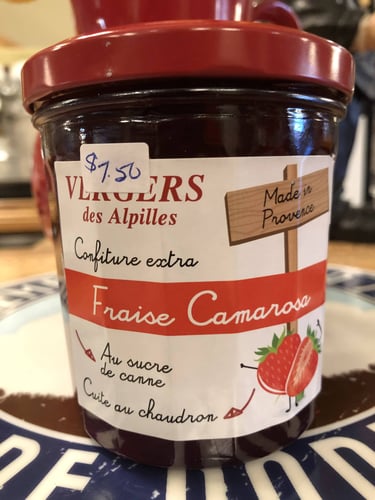 $7.50
VERGERS
des Alpilles
Made in
Provence
Confiture extra
Fraise Camarosa
Au sucre
de canne
Cuite au chaudron